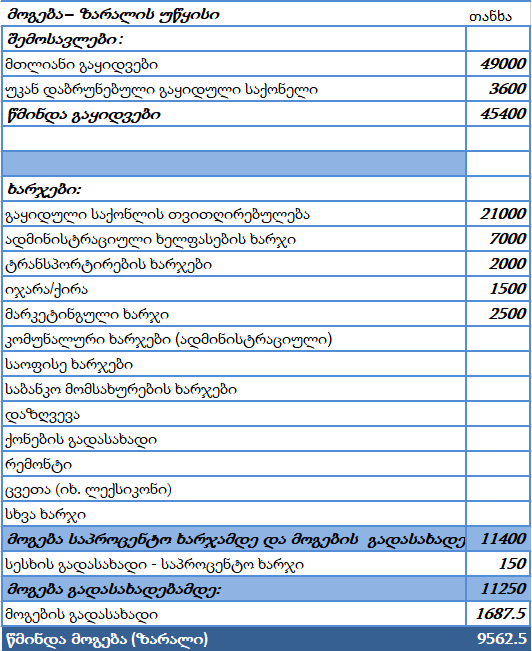 მოგება– ზარალის უწყისი თანხა
შემოსავლები:
მთლიანი გაყიდვები 49000
უკან დაბრუნებული გაყიდული საქონელი 3600
წმინდა გაყიდვები 45400
ხარჯები:
გაყიდული საქონლის თვითღირებულება 21000
ადმინისტრაციული ხელფასების ხარჯი 7000
ტრანსპორტირების ხარჯები 2000
იჯარა/ქირა 1500
მარკეტინგული ხარჯი 2500
კომუნალური ხარჯები (ადმინისტრაციული)
საოფისე ხარჯები
საბანკო მომსახურების ხარჯები
დაზღვევა
ქონების გადასახადი
რემონტი
ცვეთა (იხ. ლექსიკონი)
სხვა ხარჯი
მოგება საპროცენტო ხარჯამდე და მოგების გადასახადე 11400
სესხის გადასახადი - საპროცენტო ხარჯი 150
მოგება გადასახადებამდე: 11250
მოგების გადასახადი 1687.5
წმინდა მოგება (ზარალი) 9562.5